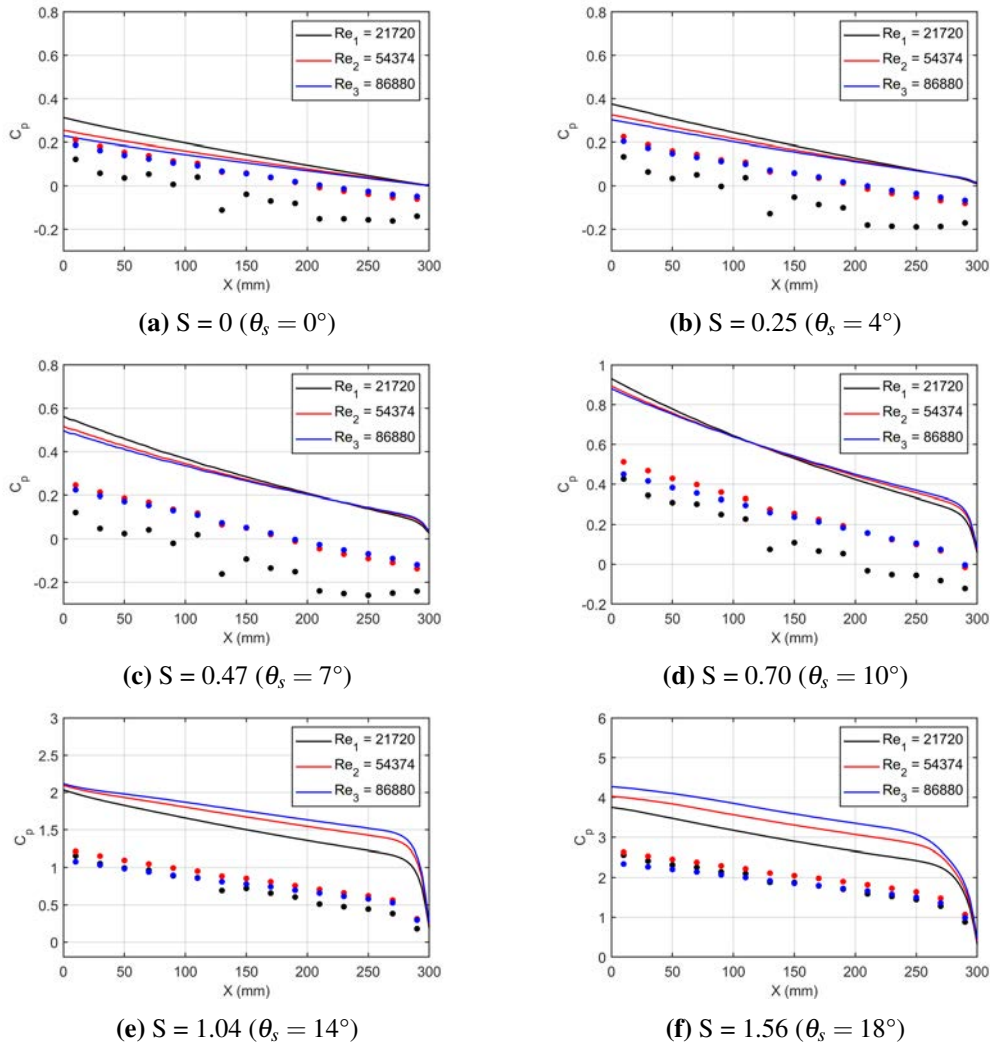 0.8
0.6
0.4
0.2
0
-0.2
C_p
Re_1 = 21720
Re_2 = 54374
Re_3 = 86880
0 50 100 150 200 250 300
X (mm)
(a) S = 0 (θ_s = 0°)
0.8
0.6
0.4
0.2
0
-0.2
C_p
Re_1 = 21720
Re_2 = 54374
Re_3 = 86880
0 50 100 150 200 250 300
X (mm)
(b) S = 0.25 (θ_s = 4°)
0.8
0.6
0.4
0.2
0
-0.2
C_p
Re_1 = 21720
Re_2 = 54374
Re_3 = 86880
0 50 100 150 200 250 300
X (mm)
(c) S = 0.47 (θ_s = 7°)
1
0.8
0.6
0.4
0.2
0
-0.2
C_p
Re_1 = 21720
Re_2 = 54374
Re_3 = 86880
0 50 100 150 200 250 300
X (mm)
(d) S = 0.70 (θ_s = 10°)
3
2.5
2
1.5
1
0.5
0
C_p
Re_1 = 21720
Re_2 = 54374
Re_3 = 86880
0 50 100 150 200 250 300
X (mm)
(e) S = 1.04 (θ_s = 14°)
6
5
4
3
2
1
0
C_p
Re_1 = 21720
Re_2 = 54374
Re_3 = 86880
0 50 100 150 200 250 300
X (mm)
(f) S = 1.56 (θ_s = 18°)